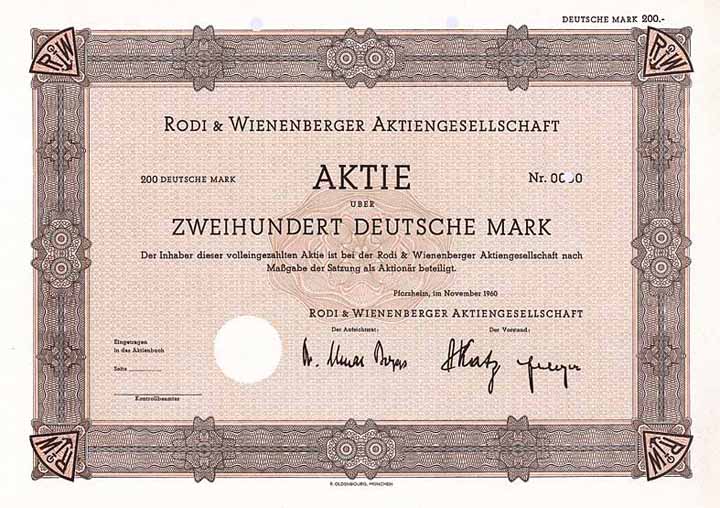 DEUTSCHE MARK 200.-
RODI & WIENENBERGER AKTIENGESELLSCHAFT
200 DEUTSCHE MARK AKTIE Nr. 0000
ÜBER
ZWEIHUNDERT DEUTSCHE MARK
Der Inhaber dieser volleingezahlten Aktie ist bei der Rodi & Wienenberger Aktiengesellschaft nach
Maßgabe der Satzung als Aktionär beteiligt.
Pforzheim, im November 1960
RODI & WIENENBERGER AKTIENGESELLSCHAFT
Der Aufsichtsrat: Der Vorstand:
Eingetragen
in das Aktienbuch
Seite
Kontrollbeamter
R. OLDENBOURG, MÜNCHEN